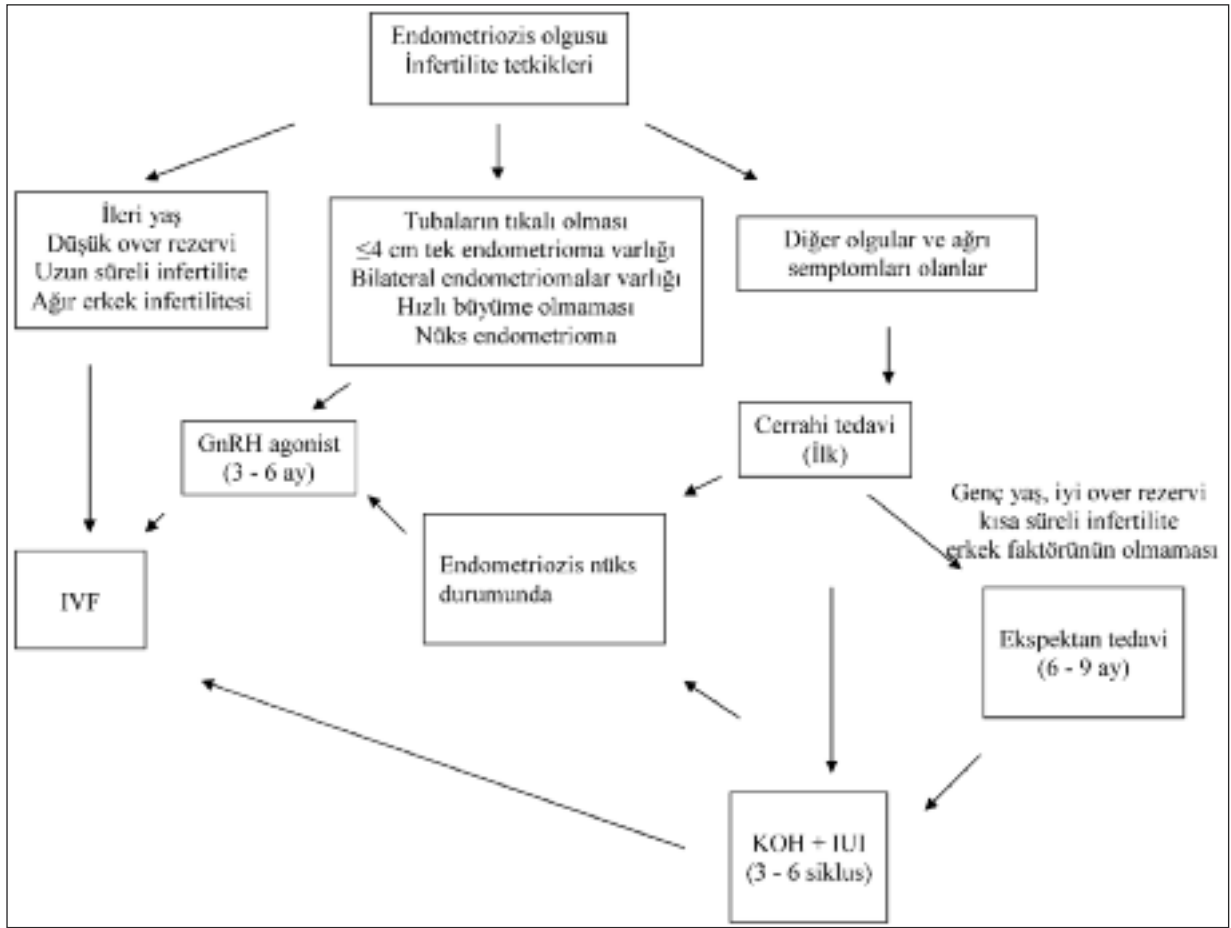 Endometriozis olgusu
İnfertilite tetkikleri
İleri yaş
Düşük over rezervi
Uzun süreli infertilite
Ağır erkek infertilitesi
Tubaların tıkalı olması
≤4 cm tek endometrioma varlığı
Bilateral endometriomalar varlığı
Hızlı büyüme olmaması
Nüks endometrioma
Diğer olgular ve ağrı
semptomları olanlar
GnRH agonist
(3 - 6 ay)
Cerrahi tedavi
(İlk)
Genç yaş, iyi over rezervi
kısa süreli infertilite
erkek faktörünün olmaması
Endometriozis nüks
durumunda
IVF
Ekspektan tedavi
(6 - 9 ay)
KOH + IUI
(3 - 6 siklus)